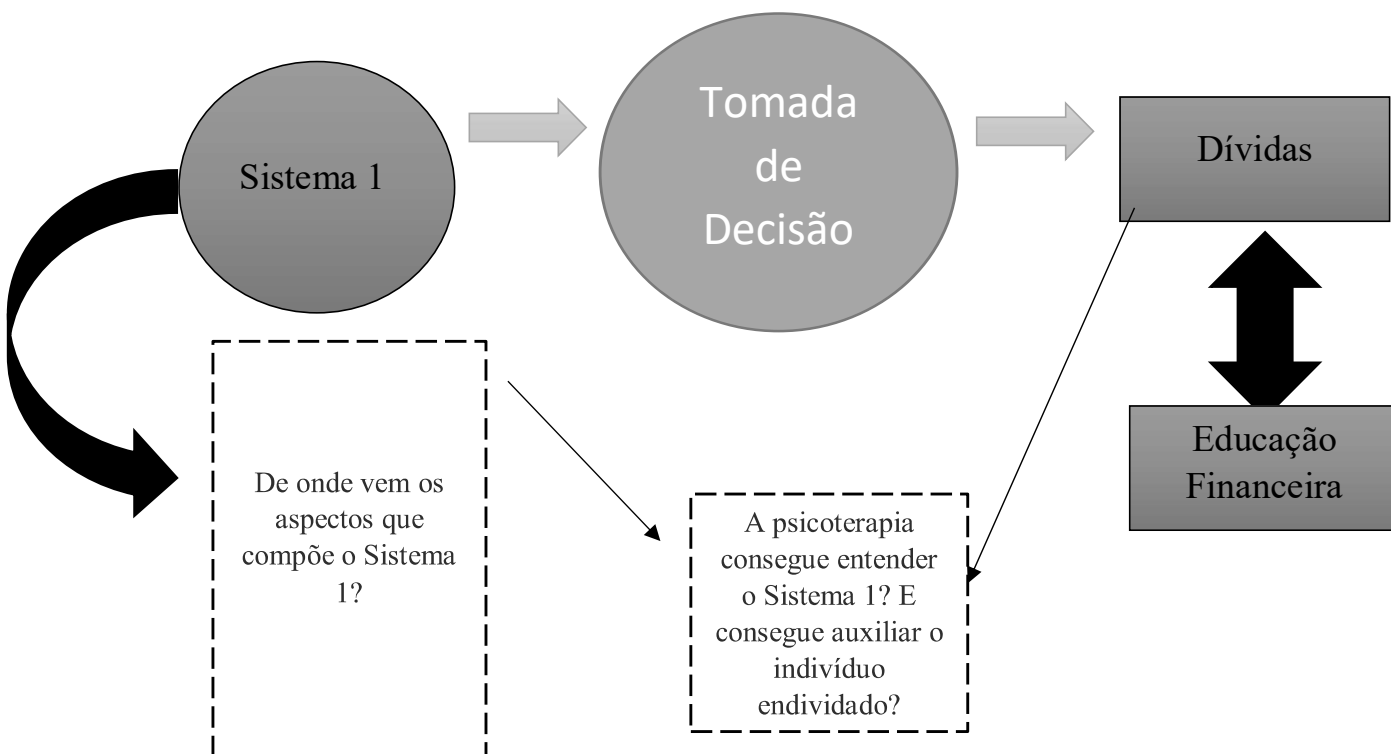 Sistema 1
Tomada
de
Decisão
Dívidas
Educação
Financeira
De onde vem os
aspectos que
compõe o Sistema
1?
A psicoterapia
consegue entender
o Sistema 1? E
consegue auxiliar o
indivíduo
endividado?